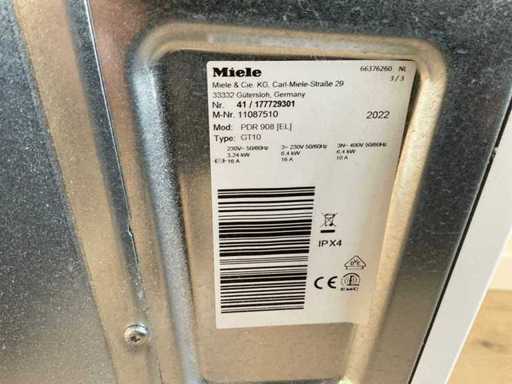 Miele
66376260 NL
Miele & Cie. KG, Carl-Miele-Straße 29
3 / 3
33332 Gütersloh, Germany
Nr. 41 / 177729301
M-Nr. 11087510
2022
Mod: PDR 908 [EL]
Type: GT10
230V~ 50/60Hz 3~ 230V 50/60Hz 3N~ 400V 50/60Hz
3.24 kW 6.4 kW 6.4 kW
16 A 16 A 10 A
IPX4
CE
EMC